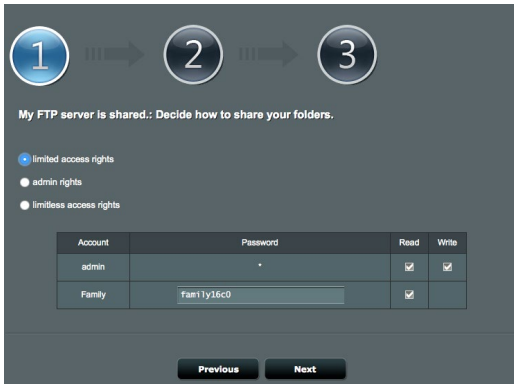 1 2 3
My FTP server is shared.: Decide how to share your folders.
limited access rights
admin rights
limitless access rights
Account Password Read Write
admin *
Family family16c0
Previous Next